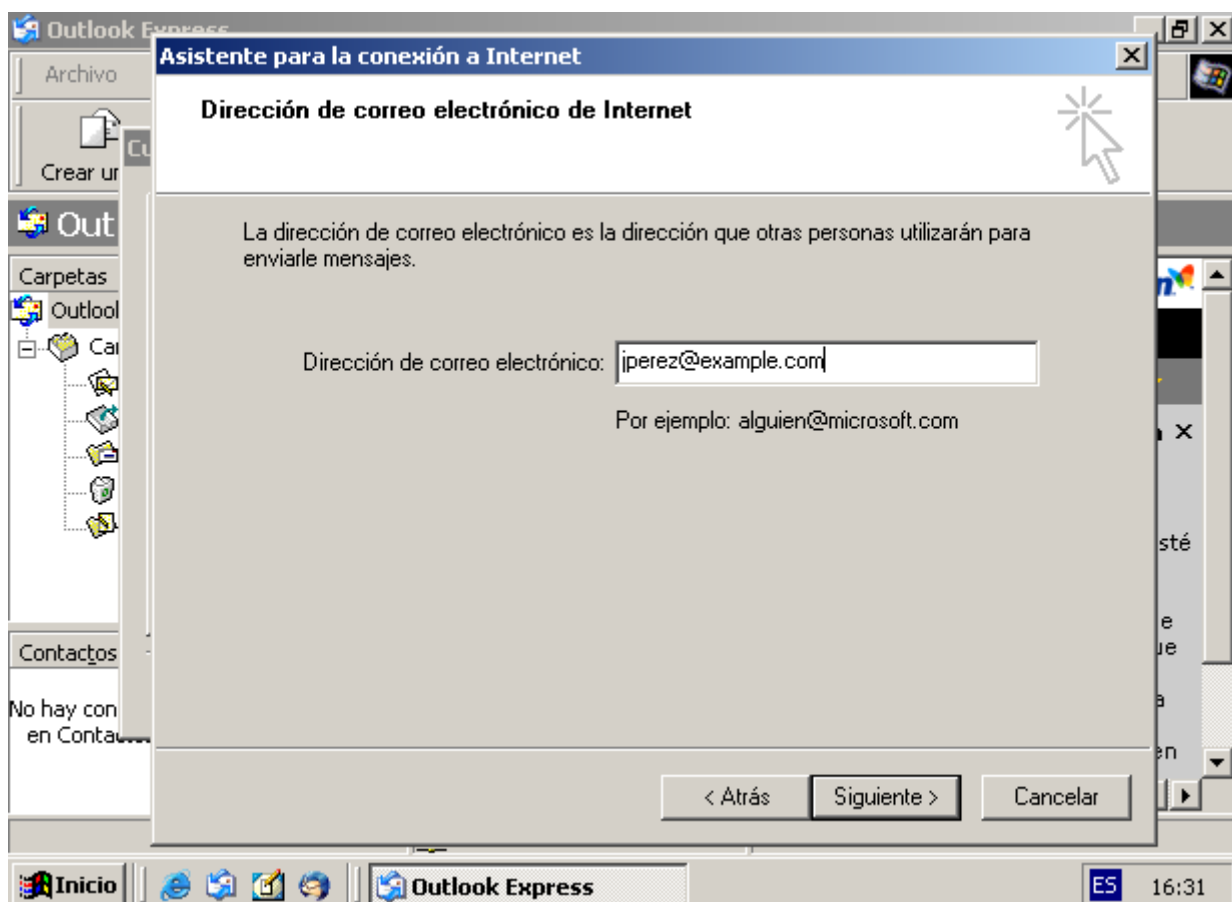 Outlook Express
Asistente para la conexión a Internet
Archivo
Dirección de correo electrónico de Internet
Cu
Crear un
Out
La dirección de correo electrónico es la dirección que otras personas utilizarán para
enviarle mensajes.
Carpetas
Outlool
Car
Dirección de correo electrónico: jperez@example.com
Por ejemplo: alguien@microsoft.com
sté
e
ue
Contactos
a
No hay con
en Conta
en
< Atrás
Siguiente >
Cancelar
Inicio
Outlook Express
ES
16:31